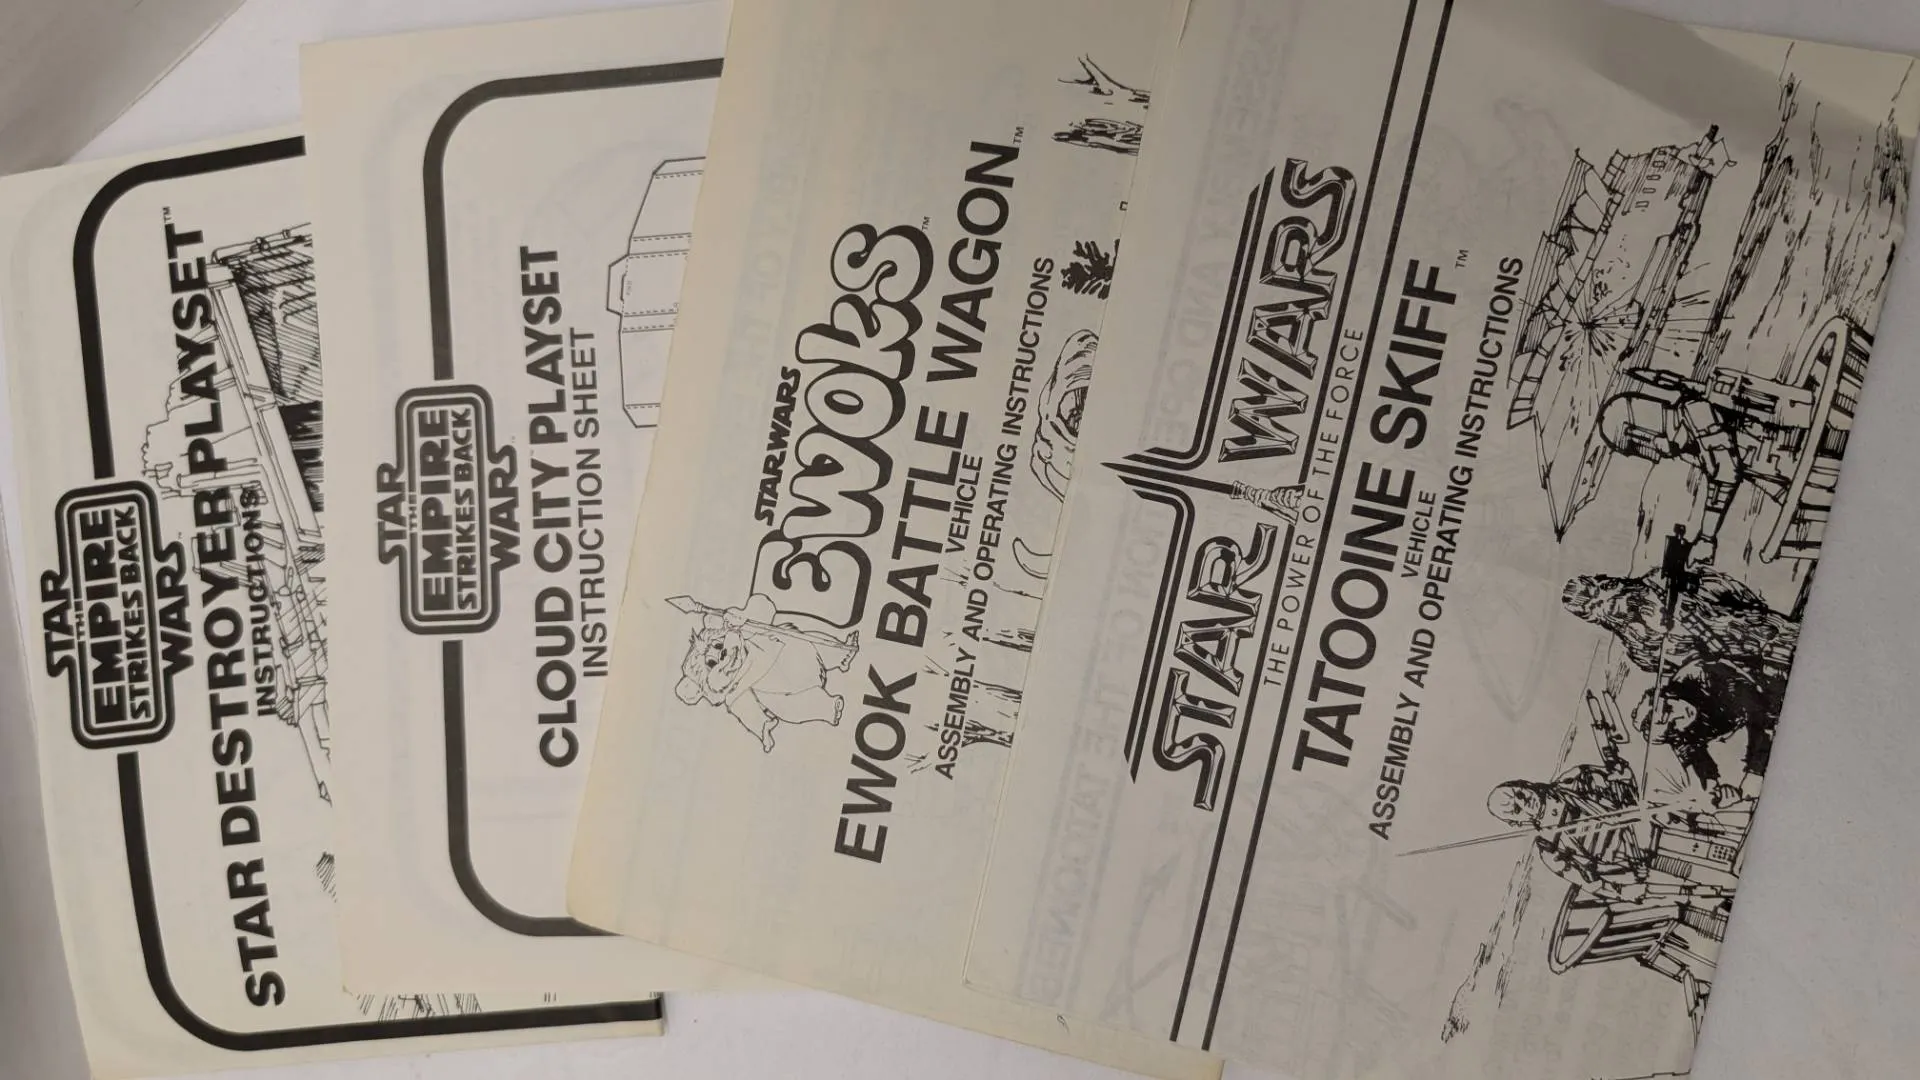 STAR
THE
EMPIRE
STRIKES BACK
WARS™
STAR DESTROYER PLAYSET™
INSTRUCTIONS
STAR
THE
EMPIRE
STRIKES BACK
WARS™
CLOUD CITY PLAYSET
INSTRUCTION SHEET
STAR WARS
Ewoks™
EWOK BATTLE WAGON™
VEHICLE
ASSEMBLY AND OPERATING INSTRUCTIONS
STAR WARS
THE POWER OF THE FORCE
TATOOINE SKIFF™
VEHICLE
ASSEMBLY AND OPERATING INSTRUCTIONS